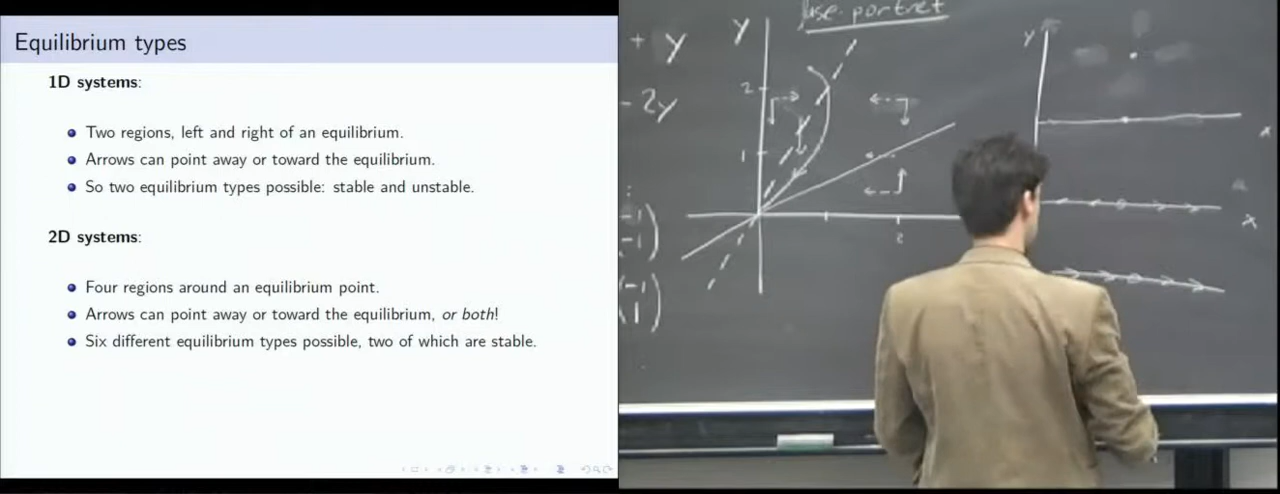 Equilibrium types
1D systems:
Two regions, left and right of an equilibrium.
Arrows can point away or toward the equilibrium.
So two equilibrium types possible: stable and unstable.
2D systems:
Four regions around an equilibrium point.
Arrows can point away or toward the equilibrium, or both!
Six different equilibrium types possible, two of which are stable.
+ y
- 2y
y
2
1
2
y
x
x